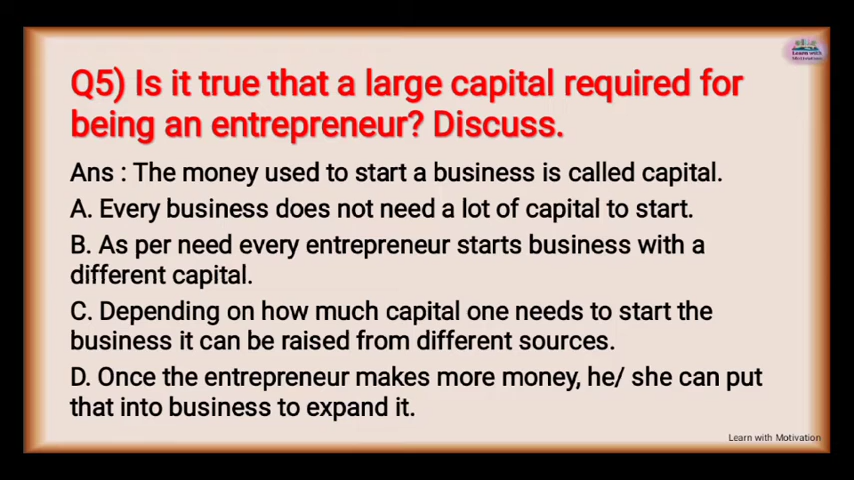 Learn with
Motivation
Q5) Is it true that a large capital required for
being an entrepreneur? Discuss.
Ans : The money used to start a business is called capital.
A. Every business does not need a lot of capital to start.
B. As per need every entrepreneur starts business with a
different capital.
C. Depending on how much capital one needs to start the
business it can be raised from different sources.
D. Once the entrepreneur makes more money, he/ she can put
that into business to expand it.
Learn with Motivation